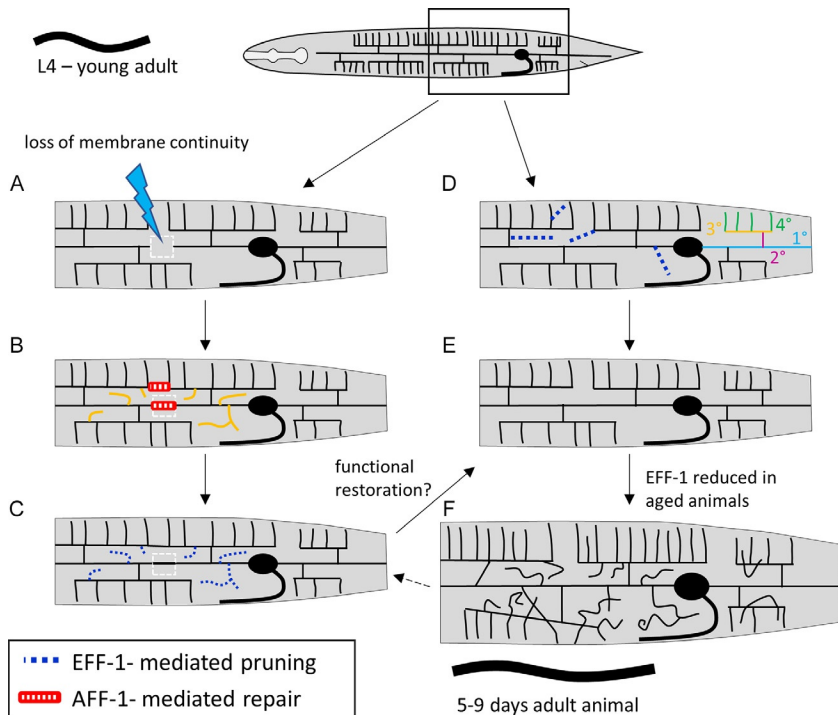 L4 – young adult
loss of membrane continuity
A
D
3°
4°
1°
2°
B
E
functional
restoration?
EFF-1 reduced in
aged animals
C
F
EFF-1- mediated pruning
AFF-1- mediated repair
5-9 days adult animal